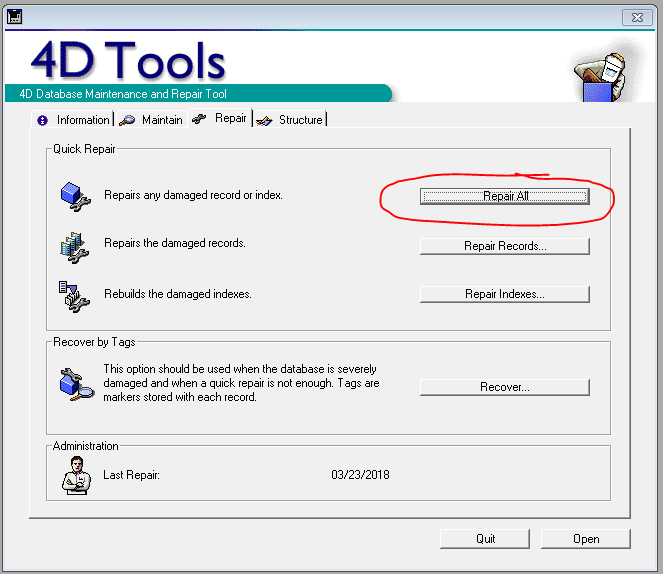 4D Tools
4D Database Maintenance and Repair Tool
Information Maintain Repair Structure
Quick Repair
Repairs any damaged record or index. Repair All
Repairs the damaged records. Repair Records...
Rebuilds the damaged indexes. Repair Indexes...
Recover by Tags
This option should be used when the database is severely
damaged and when a quick repair is not enough. Tags are
markers stored with each record.
Recover...
Administration
Last Repair: 03/23/2018
Quit Open